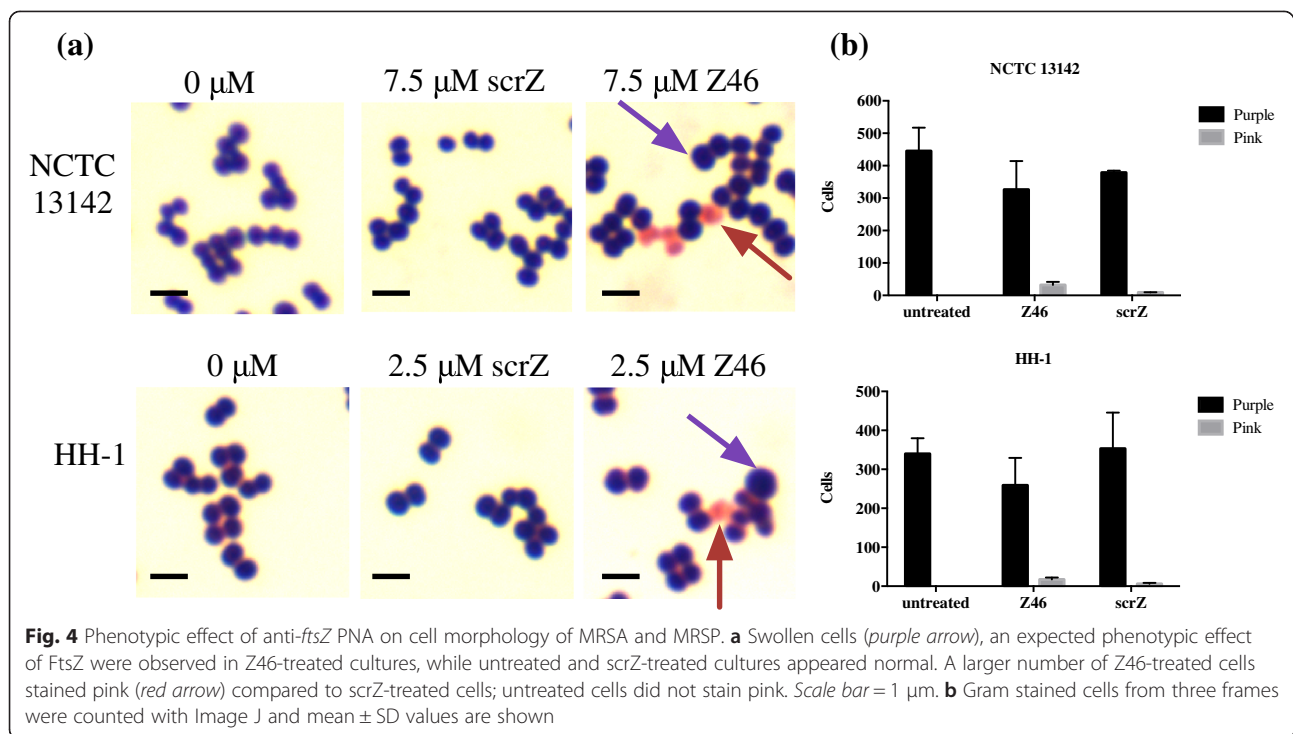 (a)
0 µM
7.5 µM scrZ
7.5 µM Z46
NCTC
13142
0 µM
2.5 µM scrZ
2.5 µM Z46
HH-1
(b)
NCTC 13142
600
500
400
300
200
100
0
Cells
untreated
Z46
scrZ
Purple
Pink
HH-1
500
400
300
200
100
0
Cells
untreated
Z46
scrZ
Purple
Pink
Fig. 4 Phenotypic effect of anti-ftsZ PNA on cell morphology of MRSA and MRSP. a Swollen cells (purple arrow), an expected phenotypic effect
of FtsZ were observed in Z46-treated cultures, while untreated and scrZ-treated cultures appeared normal. A larger number of Z46-treated cells
stained pink (red arrow) compared to scrZ-treated cells; untreated cells did not stain pink. Scale bar = 1 µm. b Gram stained cells from three frames
were counted with Image J and mean ± SD values are shown